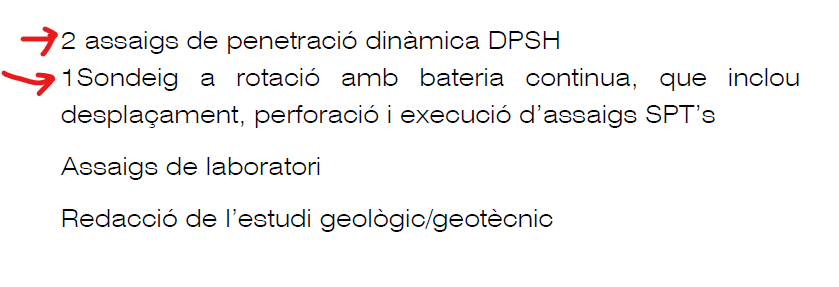 2 assaigs de penetració dinàmica DPSH
1Sondeig a rotació amb bateria continua, que inclou
desplaçament, perforació i execució d’assaigs SPT’s
Assaigs de laboratori
Redacció de l’estudi geològic/geotècnic